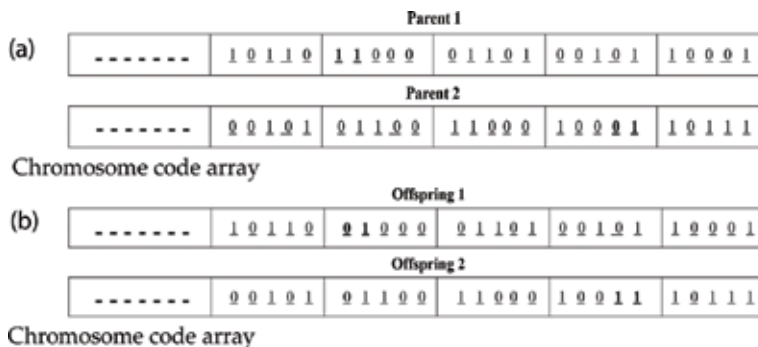 Parent 1
(a) - - - - - - - 1 0 1 1 0 1 1 0 0 0 0 1 1 0 1 0 0 1 0 1 1 0 0 0 1
Parent 2
- - - - - - - 0 0 1 0 1 0 1 1 0 0 1 1 0 0 0 1 0 0 0 1 1 0 1 1 1
Chromosome code array
Offspring 1
(b) - - - - - - - 1 0 1 1 0 0 1 0 0 0 0 1 1 0 1 0 0 1 0 1 1 0 0 0 1
Offspring 2
- - - - - - - 0 0 1 0 1 0 1 1 0 0 1 1 0 0 0 1 0 0 1 1 1 0 1 1 1
Chromosome code array